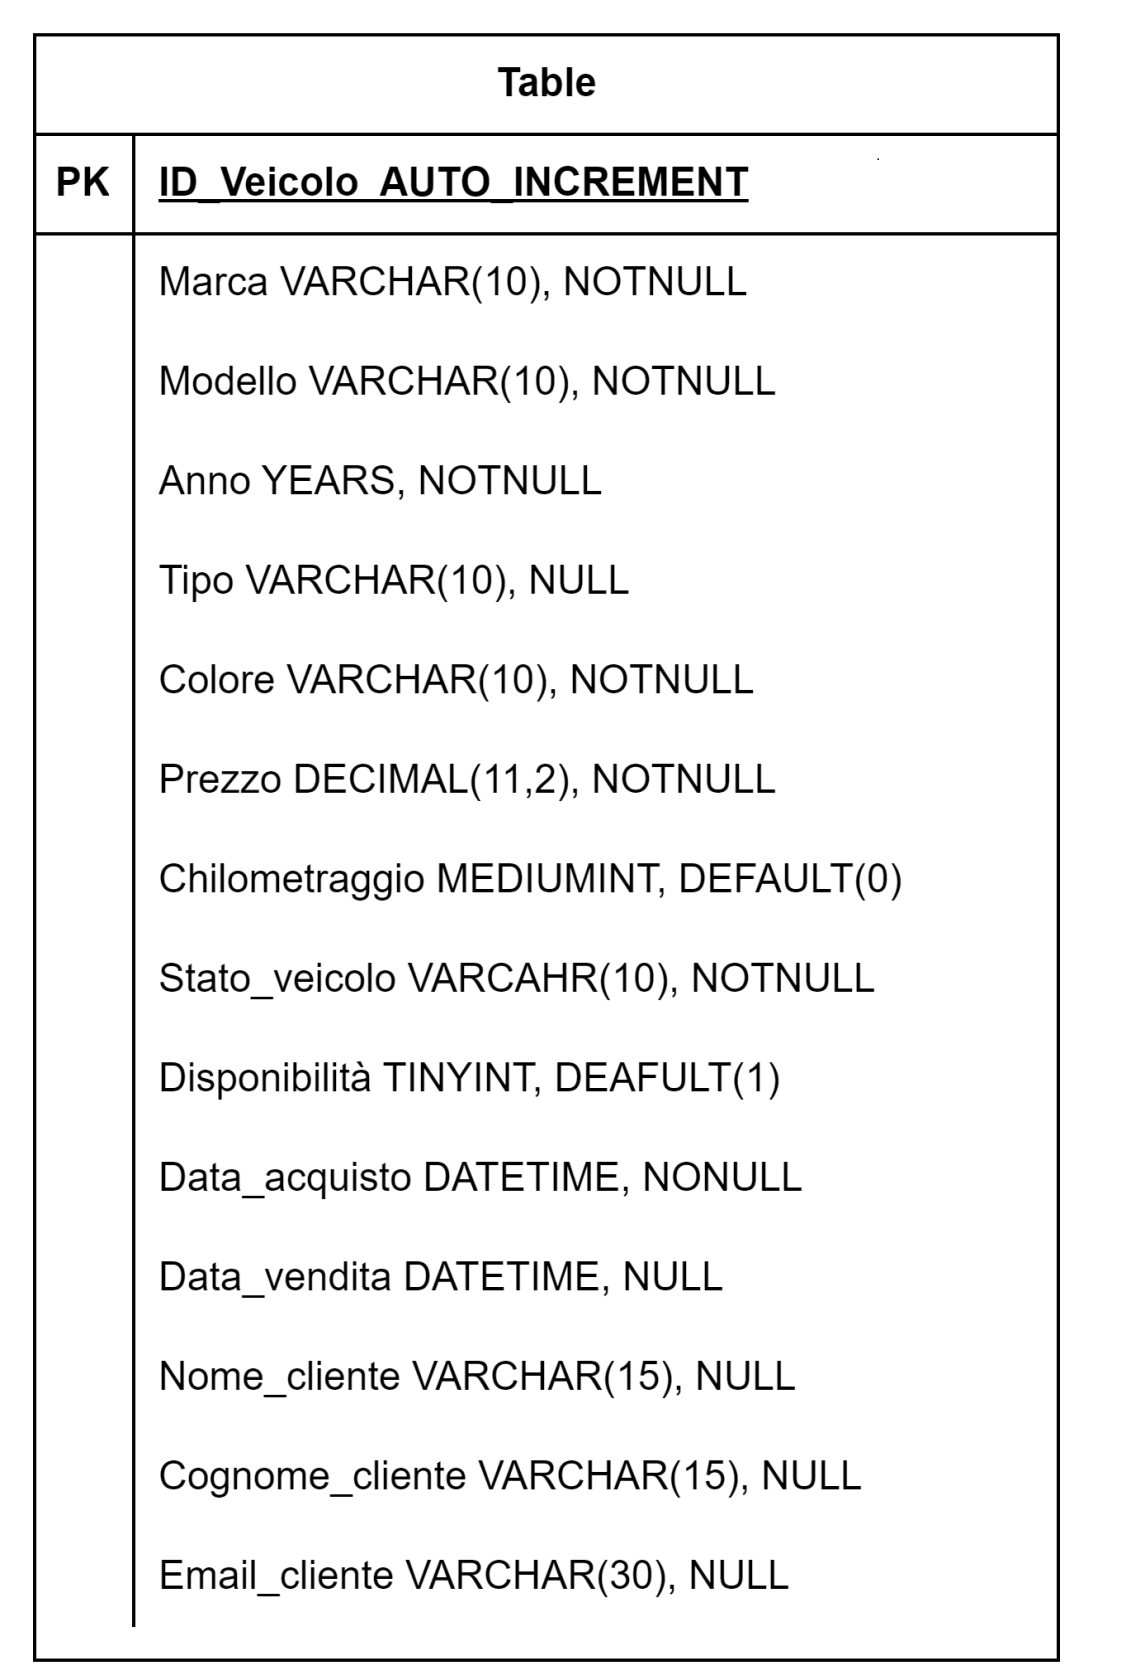 Table
PK ID_Veicolo AUTO_INCREMENT
Marca VARCHAR(10), NOTNULL
Modello VARCHAR(10), NOTNULL
Anno YEARS, NOTNULL
Tipo VARCHAR(10), NULL
Colore VARCHAR(10), NOTNULL
Prezzo DECIMAL(11,2), NOTNULL
Chilometraggio MEDIUMINT, DEFAULT(0)
Stato_veicolo VARCAHR(10), NOTNULL
Disponibilità TINYINT, DEAFULT(1)
Data_acquisto DATETIME, NONULL
Data_vendita DATETIME, NULL
Nome_cliente VARCHAR(15), NULL
Cognome_cliente VARCHAR(15), NULL
Email_cliente VARCHAR(30), NULL